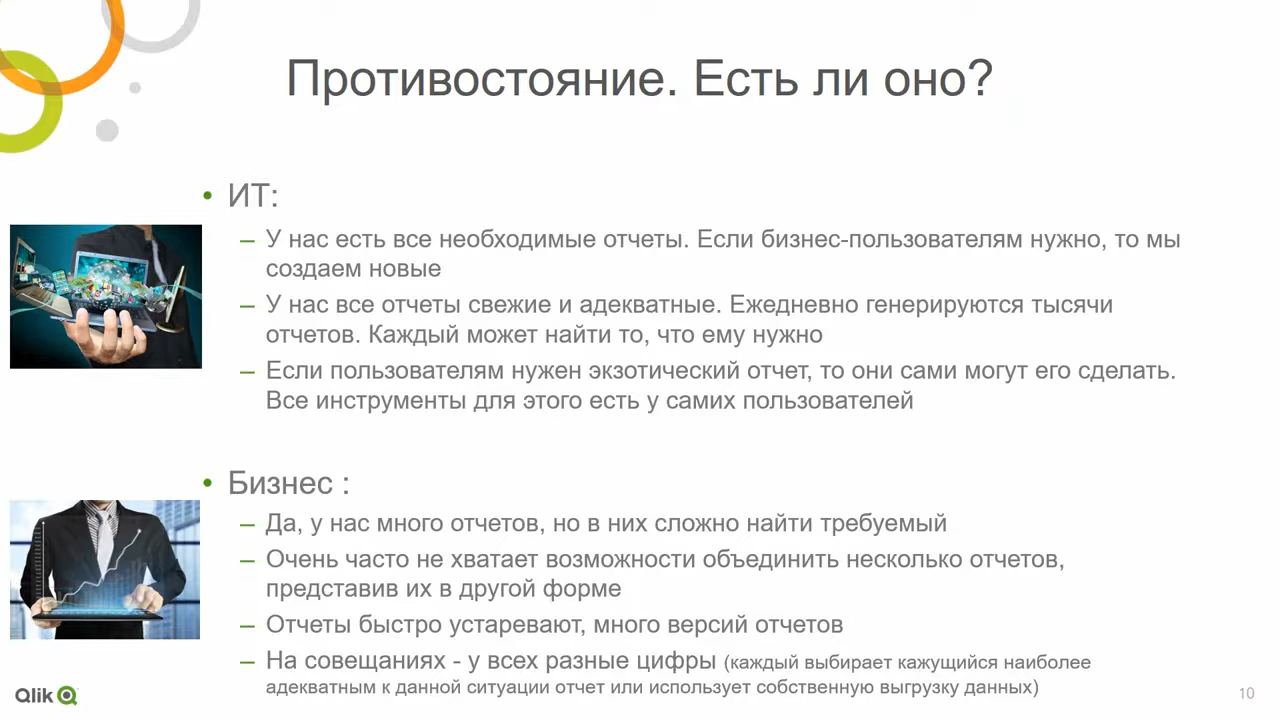 Противостояние. Есть ли оно?
• ИТ:
– У нас есть все необходимые отчеты. Если бизнес-пользователям нужно, то мы
создаем новые
– У нас все отчеты свежие и адекватные. Ежедневно генерируются тысячи
отчетов. Каждый может найти то, что ему нужно
– Если пользователям нужен экзотический отчет, то они сами могут его сделать.
Все инструменты для этого есть у самих пользователей
• Бизнес :
– Да, у нас много отчетов, но в них сложно найти требуемый
– Очень часто не хватает возможности объединить несколько отчетов,
представив их в другой форме
– Отчеты быстро устаревают, много версий отчетов
– На совещаниях - у всех разные цифры (каждый выбирает кажущийся наиболее
адекватным к данной ситуации отчет или использует собственную выгрузку данных)
Qlik
10